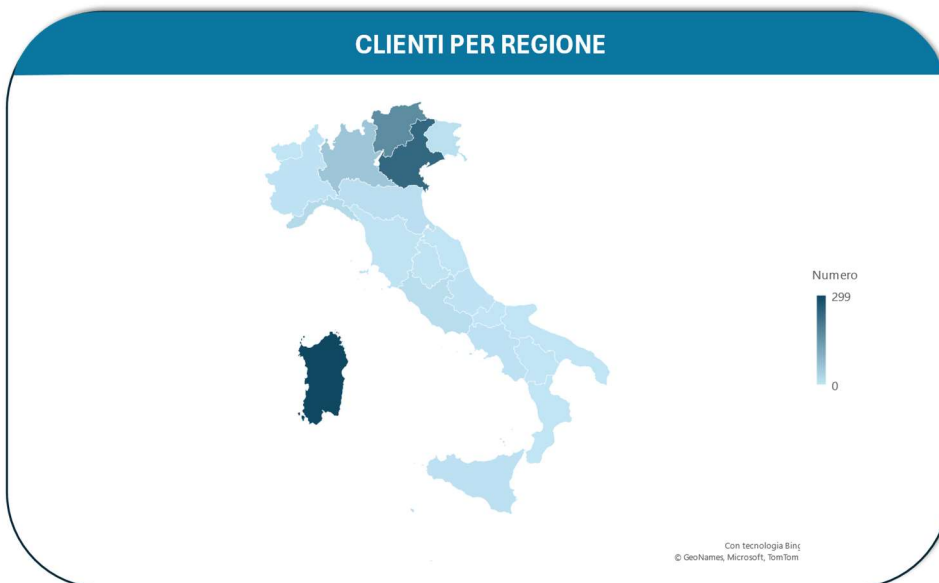 CLIENTI PER REGIONE
Numero
299
0
Con tecnologia Bing
© GeoNames, Microsoft, TomTom